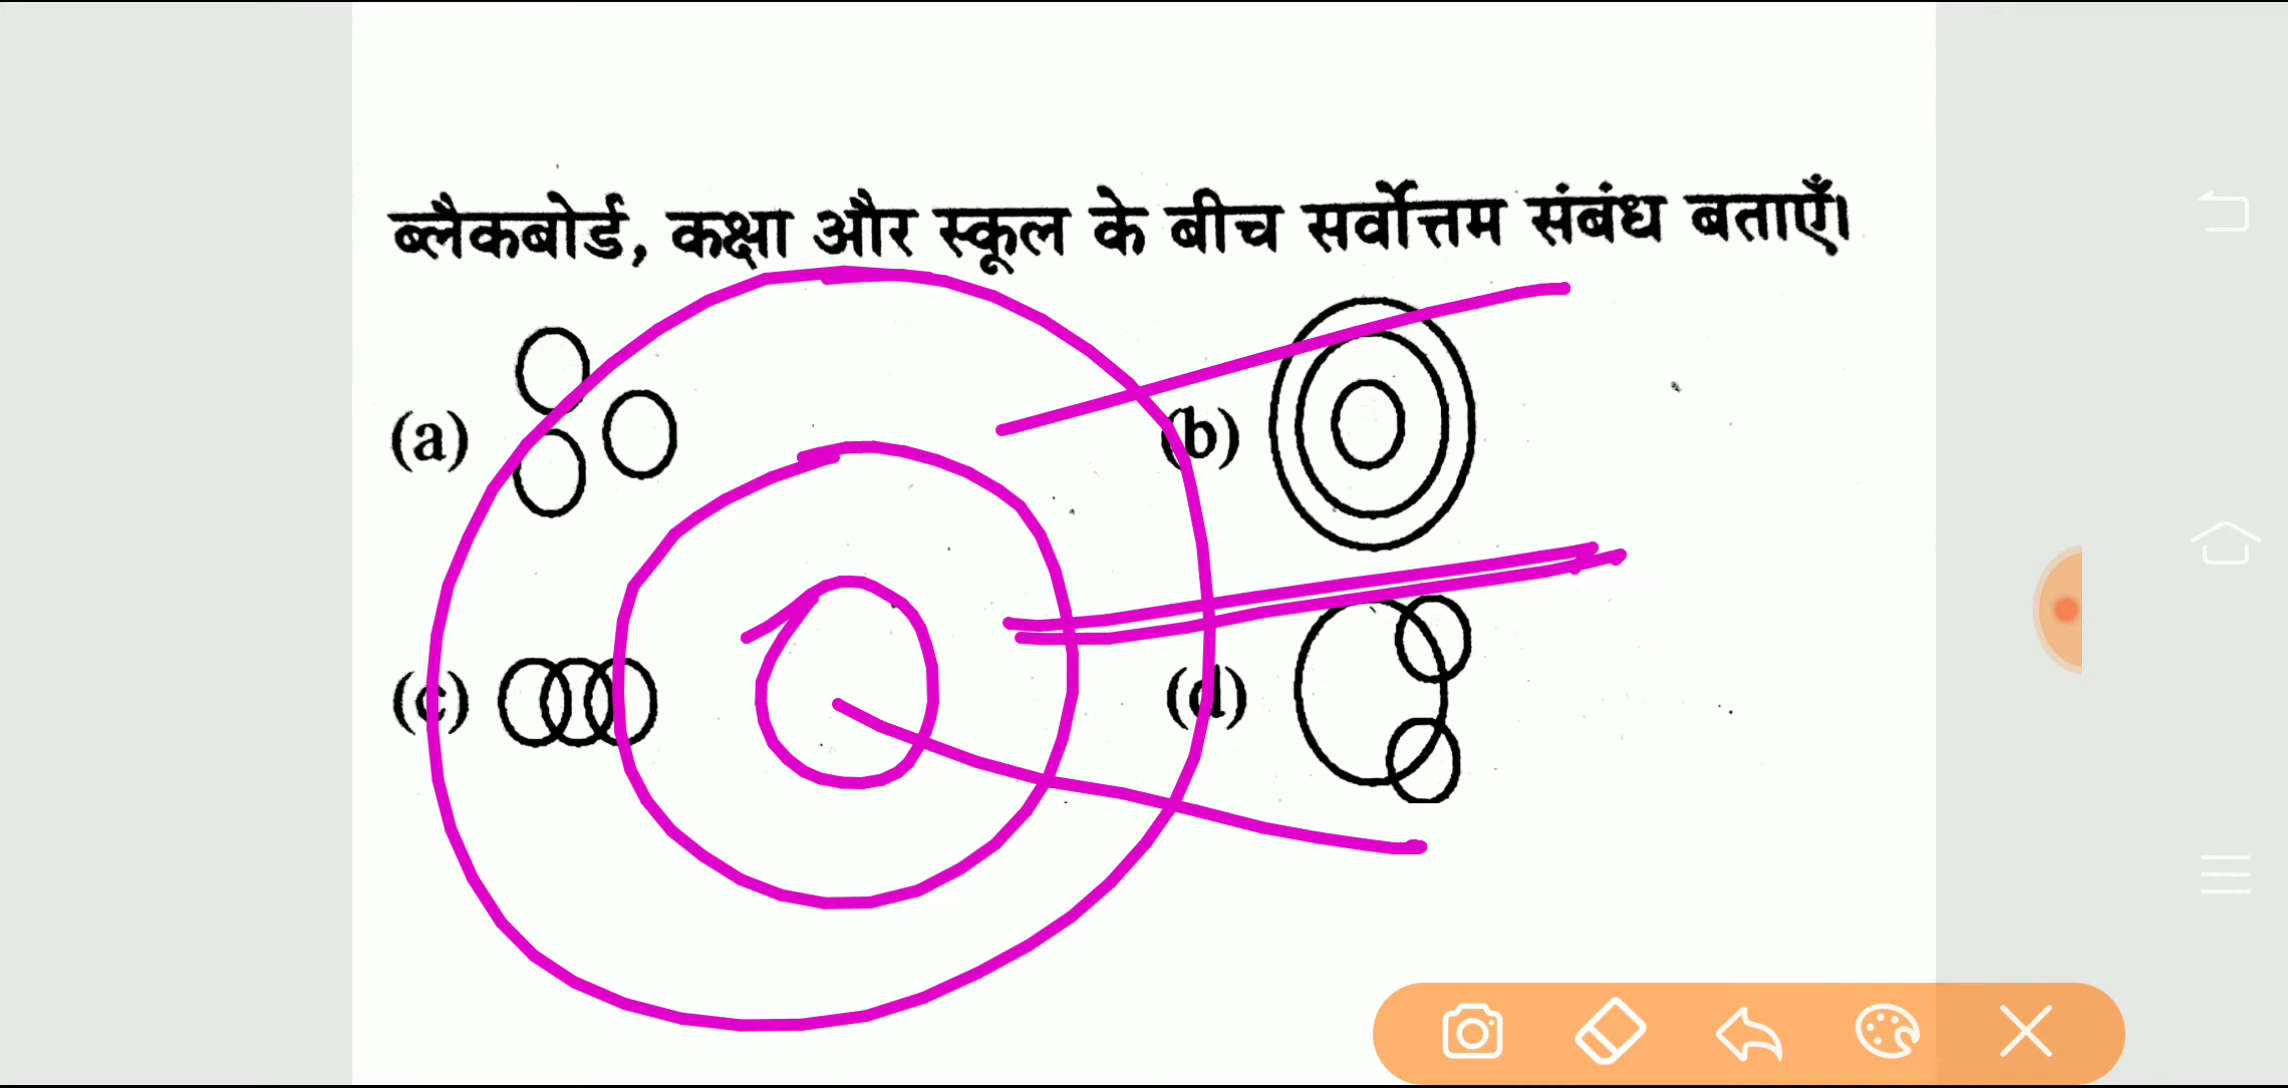 ब्लैकबोर्ड, कक्षा और स्कूल के बीच सर्वोत्तम संबंध बताएँ।
(a)
(b)
(c)
(d)